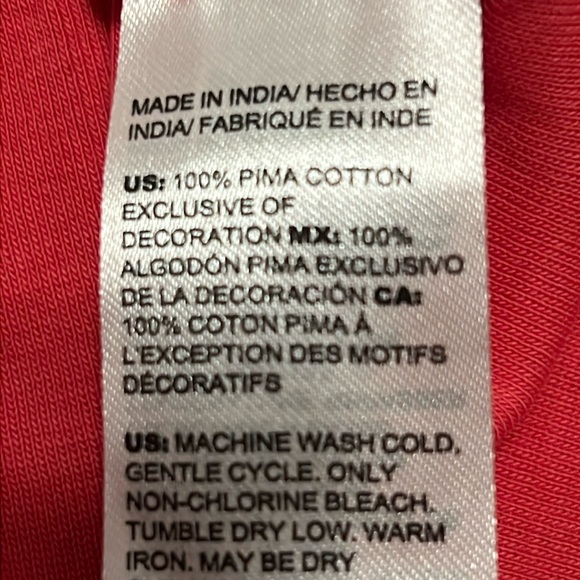 MADE IN INDIA/ HECHO EN
INDIA/ FABRIQUÉ EN INDE
US: 100% PIMA COTTON
EXCLUSIVE OF
DECORATION MX: 100%
ALGODÓN PIMA EXCLUSIVO
DE LA DECORACIÓN CA:
100% COTON PIMA À
L'EXCEPTION DES MOTIFS
DÉCORATIFS
US: MACHINE WASH COLD,
GENTLE CYCLE. ONLY
NON-CHLORINE BLEACH.
TUMBLE DRY LOW. WARM
IRON. MAY BE DRY